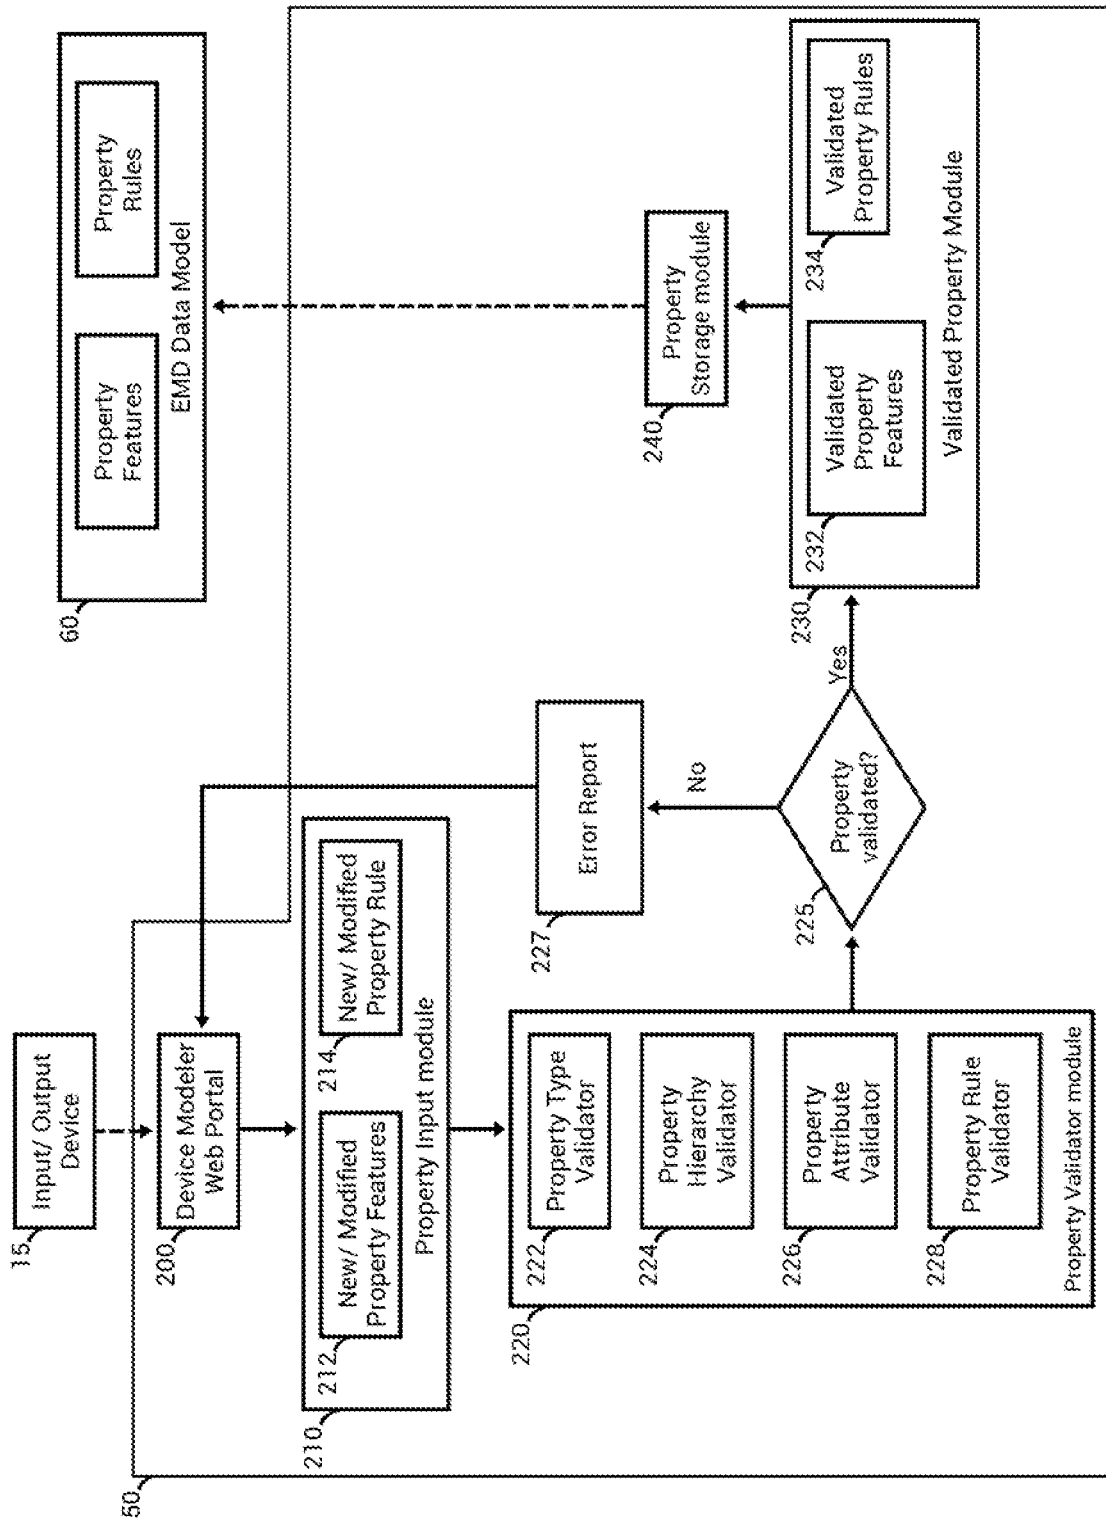 15
Input/ Output
Device
60
Property
Features
Property
Rules
EMD Data Model
50
200
Device Modeler
Web Portal
210
212
New/ Modified
Property Features
214
New/ Modified
Property Rule
Property Input module
220
222
Property Type
Validator
224
Property
Hierarchy
Validator
226
Property
Attribute
Validator
228
Property Rule
Validator
Property Validator module
227
Error Report
No
225
Property
validated?
Yes
240
Property
Storage module
230
232
Validated
Property
Features
234
Validated
Property Rules
Validated Property Module